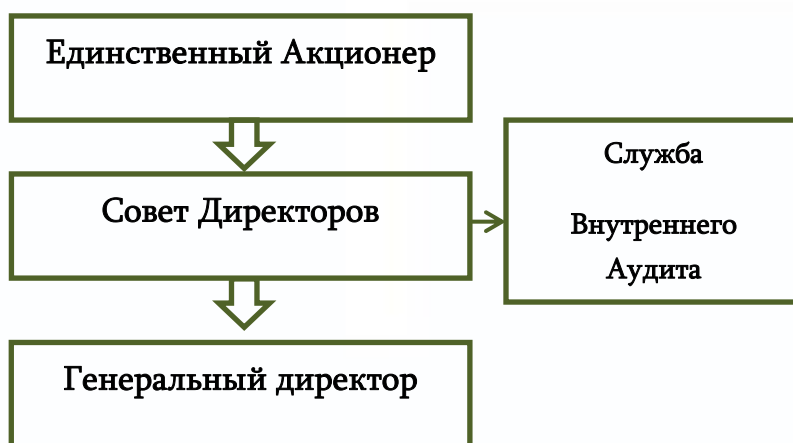 Единственный Акционер
Совет Директоров
Служба
Внутреннего
Аудита
Генеральный директор